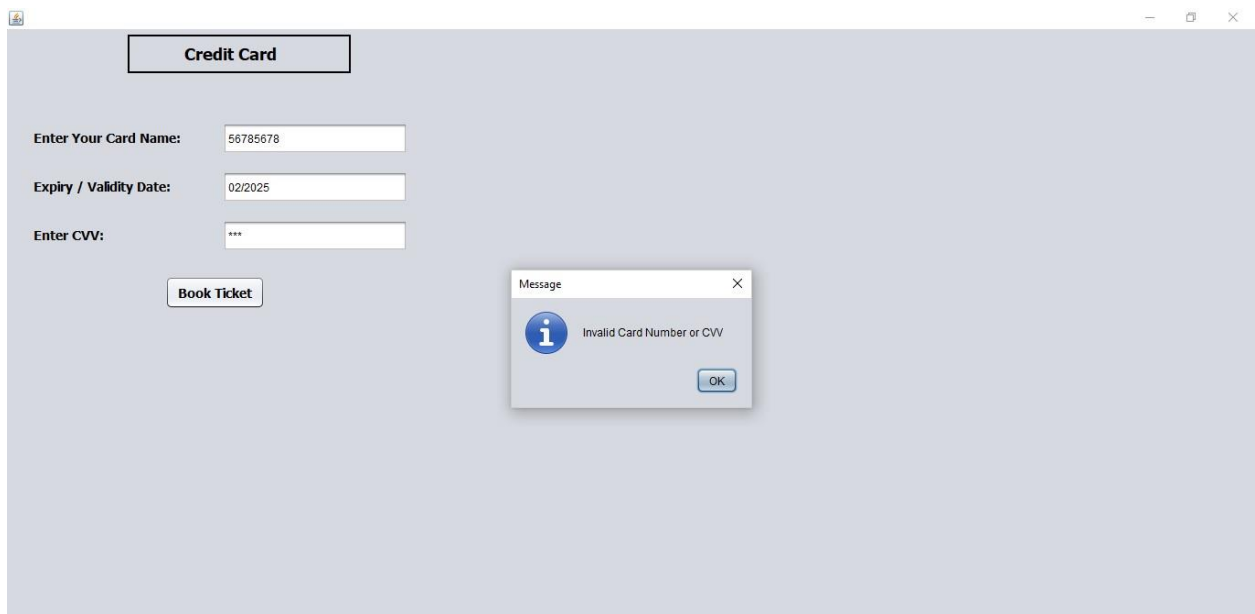 Credit Card
Enter Your Card Name: 56785678
Expiry / Validity Date: 02/2025
Enter CVV: ***
Book Ticket
Message
Invalid Card Number or CVV
OK